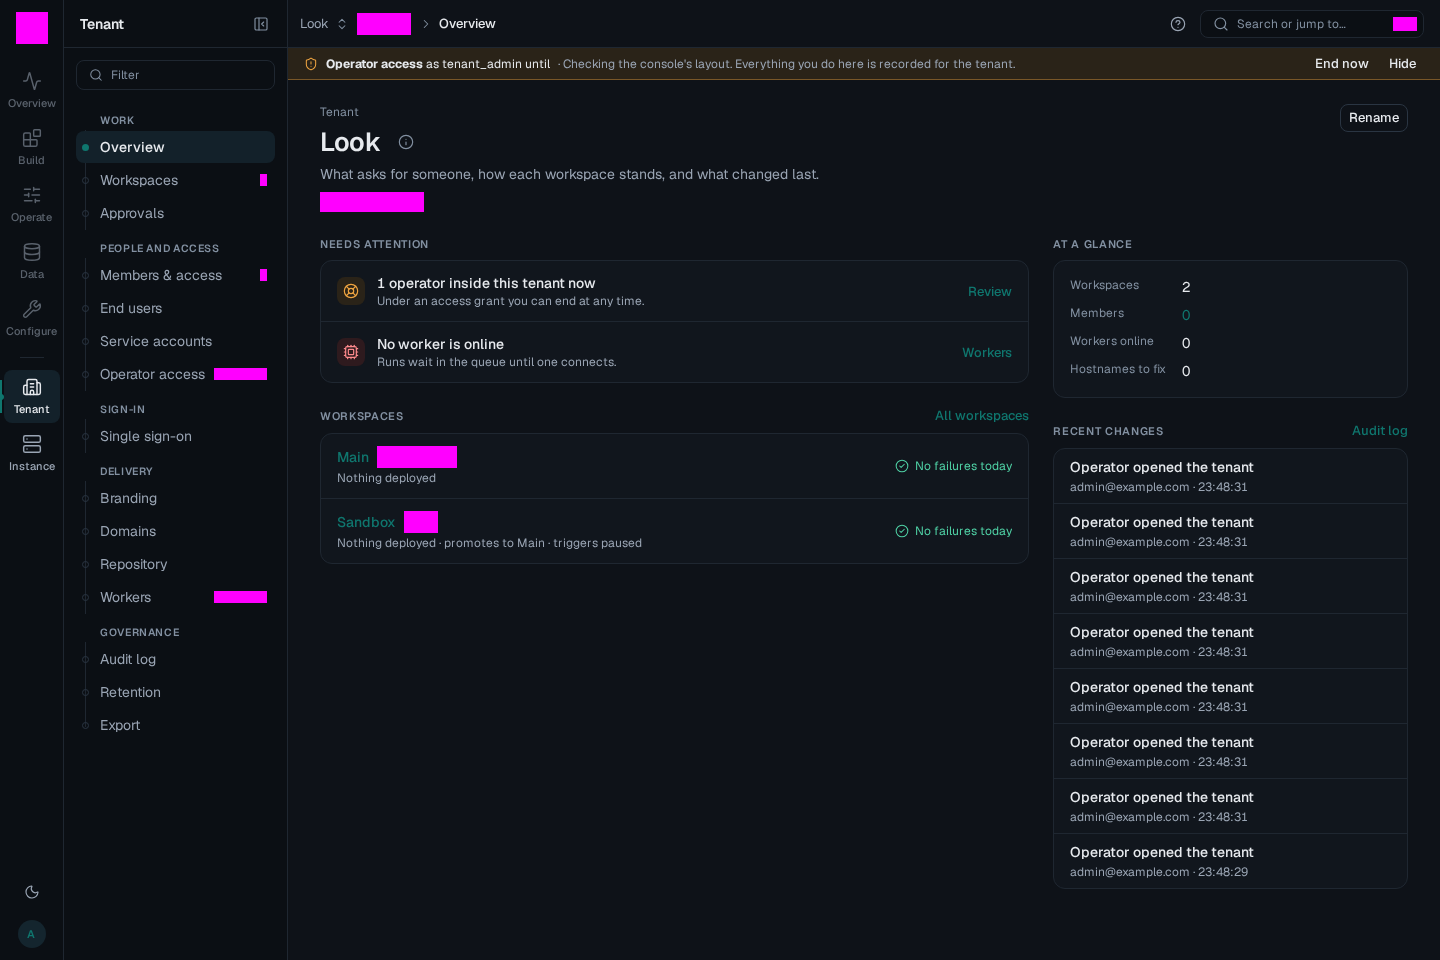 Tenant
Look
Overview
Search or jump to...
Operator access as tenant_admin until · Checking the console's layout. Everything you do here is recorded for the tenant.
End now
Hide
Overview
Build
Operate
Data
Configure
Tenant
Instance
A
Filter
WORK
Overview
Workspaces
Approvals
PEOPLE AND ACCESS
Members & access
End users
Service accounts
Operator access
SIGN-IN
Single sign-on
DELIVERY
Branding
Domains
Repository
Workers
GOVERNANCE
Audit log
Retention
Export
Tenant
Look
Rename
What asks for someone, how each workspace stands, and what changed last.
NEEDS ATTENTION
1 operator inside this tenant now
Under an access grant you can end at any time.
Review
No worker is online
Runs wait in the queue until one connects.
Workers
WORKSPACES
All workspaces
Main
Nothing deployed
No failures today
Sandbox
Nothing deployed · promotes to Main · triggers paused
No failures today
AT A GLANCE
Workspaces 2
Members 0
Workers online 0
Hostnames to fix 0
RECENT CHANGES
Audit log
Operator opened the tenant
admin@example.com · 23:48:31
Operator opened the tenant
admin@example.com · 23:48:31
Operator opened the tenant
admin@example.com · 23:48:31
Operator opened the tenant
admin@example.com · 23:48:31
Operator opened the tenant
admin@example.com · 23:48:31
Operator opened the tenant
admin@example.com · 23:48:31
Operator opened the tenant
admin@example.com · 23:48:31
Operator opened the tenant
admin@example.com · 23:48:29